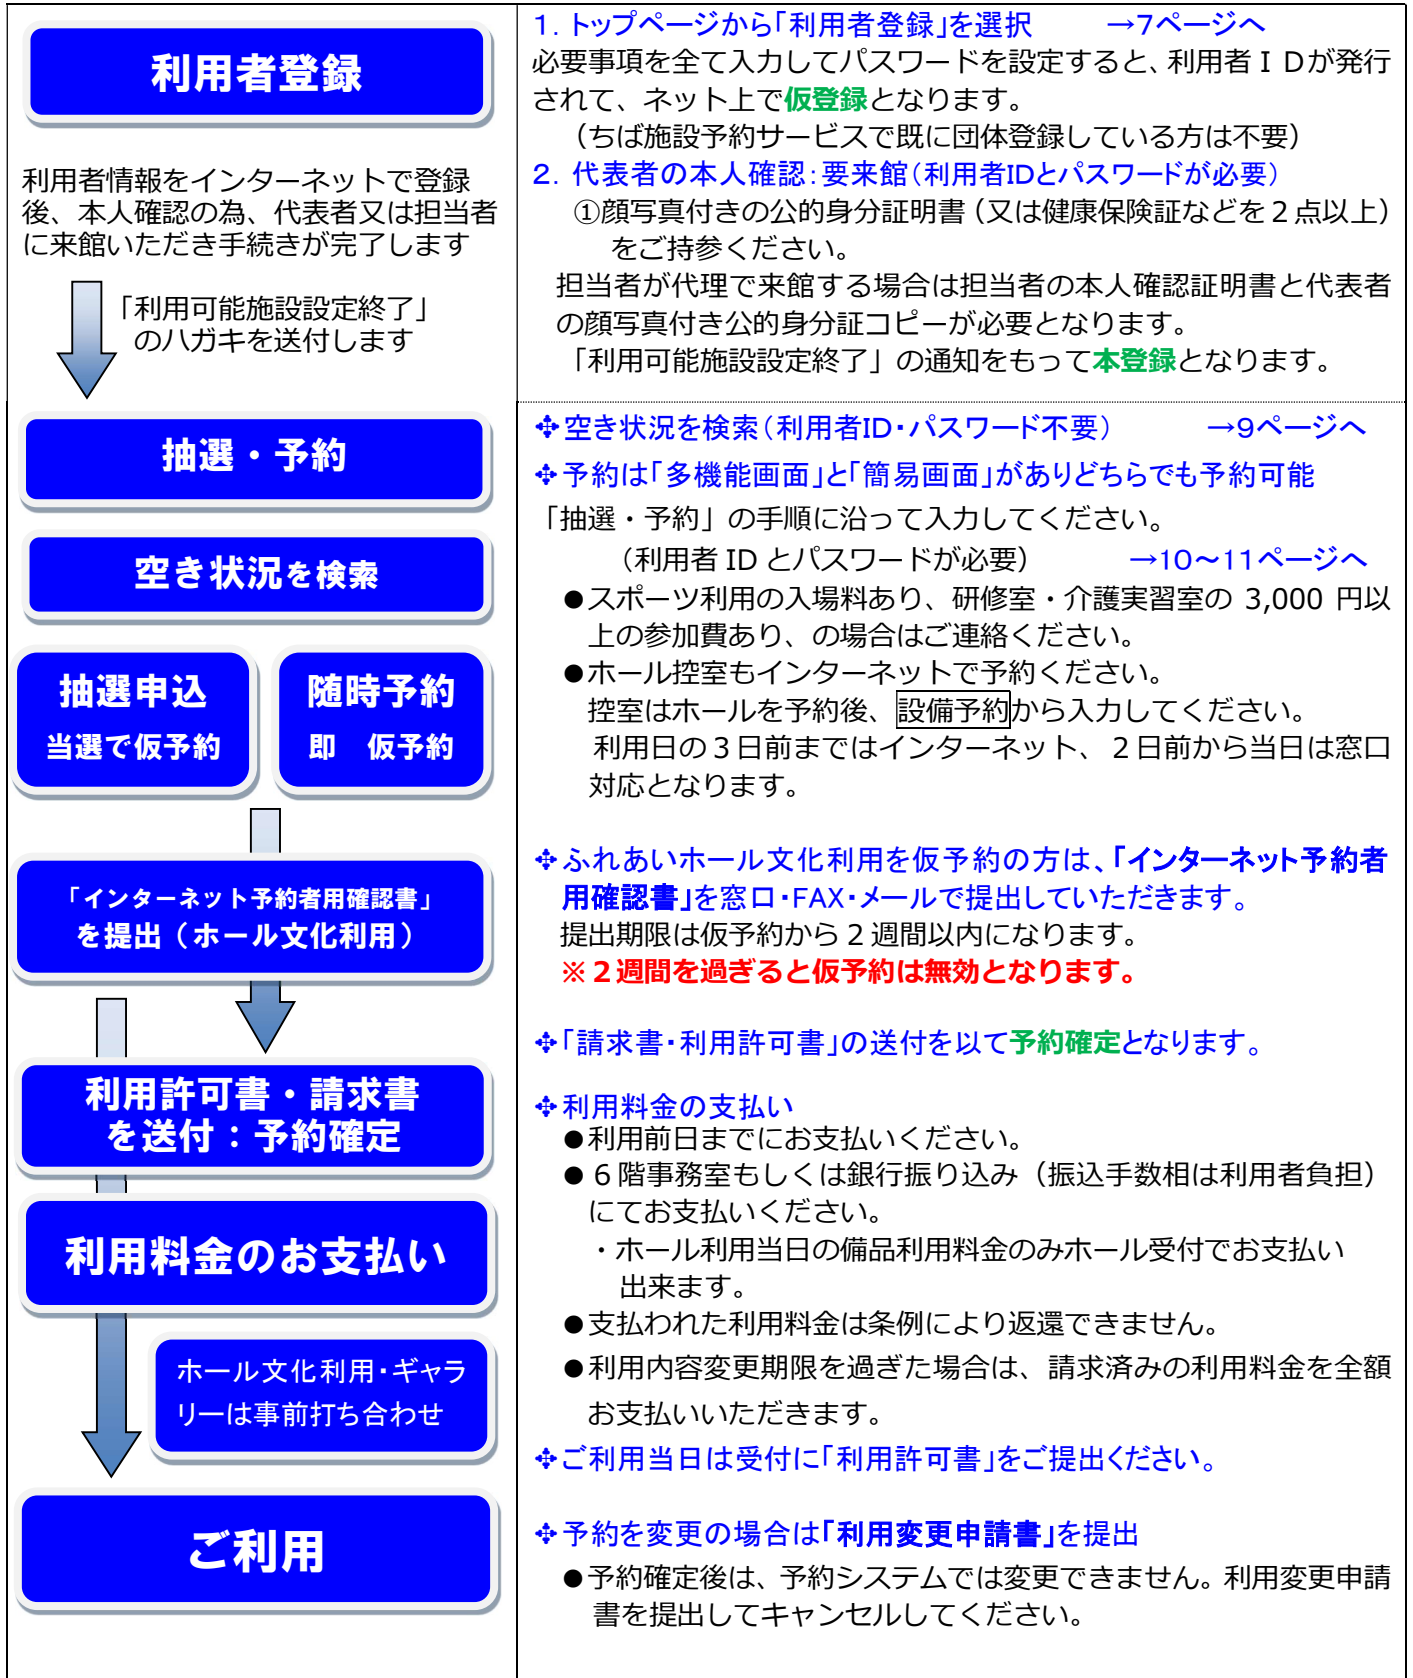 利用者登録
利用者情報をインターネットで登録
後、本人確認の為、代表者又は担当者
に来館いただき手続きが完了します
「利用可能施設設定終了」
のハガキを送付します
1．トップページから「利用者登録」を選択　→7ページへ
必要事項を全て入力してパスワードを設定すると、利用者ＩＤが発行
されて、ネット上で仮登録となります。
（ちば施設予約サービスで既に団体登録している方は不要）
2．代表者の本人確認：要来館（利用者IDとパスワードが必要）
①顔写真付きの公的身分証明書（又は健康保険証などを２点以上）
をご持参ください。
担当者が代理で来館する場合は担当者の本人確認証明書と代表者
の顔写真付き公的身分証コピーが必要となります。
「利用可能施設設定終了」の通知をもって本登録となります。
抽選・予約
空き状況を検索
抽選申込
当選で仮予約
随時予約
即　仮予約
「インターネット予約者用確認書」
を提出（ホール文化利用）
利用許可書・請求書
を送付：予約確定
利用料金のお支払い
ホール文化利用・ギャラ
リーは事前打ち合わせ
ご利用
✥空き状況を検索（利用者ID・パスワード不要）　→9ページへ
✥予約は「多機能画面」と「簡易画面」がありどちらでも予約可能
「抽選・予約」の手順に沿って入力してください。
（利用者 ID とパスワードが必要）　→10～11ページへ
●スポーツ利用の入場料あり、研修室・介護実習室の 3,000 円以
上の参加費あり、の場合はご連絡ください。
●ホール控室もインターネットで予約ください。
控室はホールを予約後、設備予約から入力してください。
利用日の３日前まではインターネット、２日前から当日は窓口
対応となります。
✥ふれあいホール文化利用を仮予約の方は、「インターネット予約者
用確認書」を窓口・FAX・メールで提出していただきます。
提出期限は仮予約から 2 週間以内になります。
※２週間を過ぎると仮予約は無効となります。
✥「請求書・利用許可書」の送付を以て予約確定となります。
✥利用料金の支払い
●利用前日までにお支払いください。
●６階事務室もしくは銀行振り込み（振込手数相は利用者負担）
にてお支払いください。
・ホール利用当日の備品利用料金のみホール受付でお支払い
出来ます。
●支払われた利用料金は条例により返還できません。
●利用内容変更期限を過ぎた場合は、請求済みの利用料金を全額
お支払いいただきます。
✥ご利用当日は受付に「利用許可書」をご提出ください。
✥予約を変更の場合は「利用変更申請書」を提出
●予約確定後は、予約システムでは変更できません。利用変更申請
書を提出してキャンセルしてください。